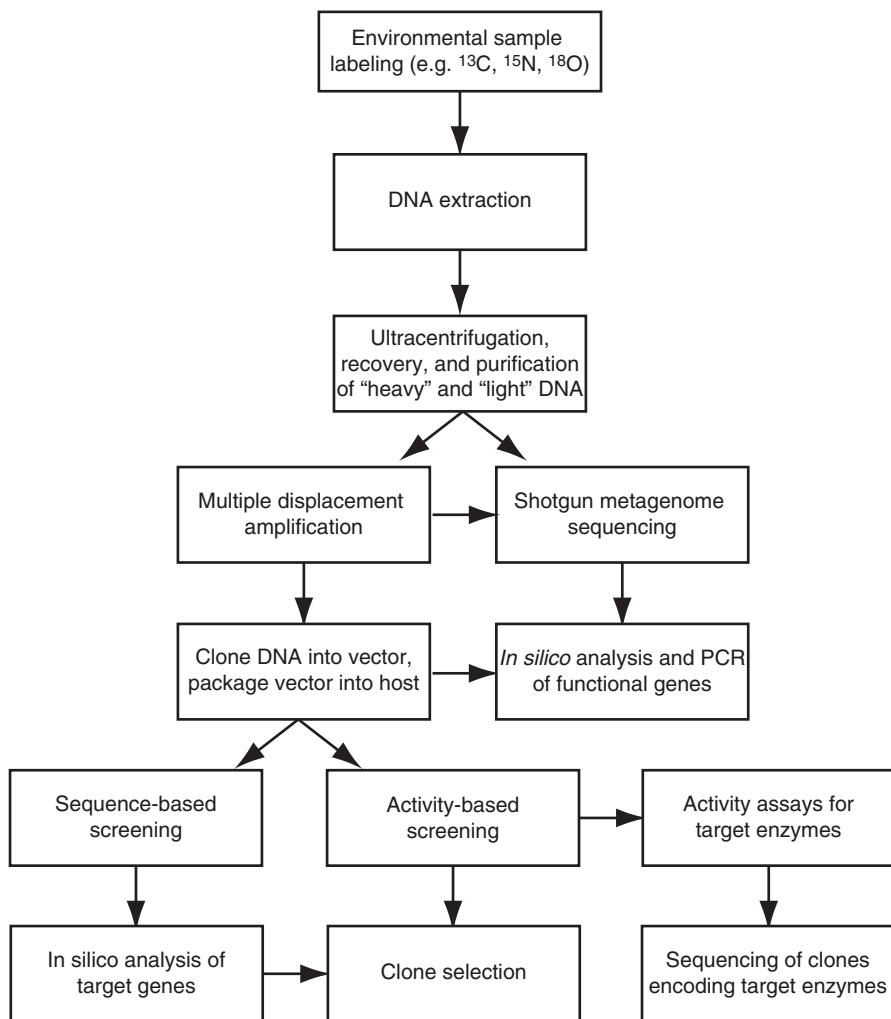 Environmental sample
labeling (e.g. ¹³C, ¹⁵N, ¹⁸O)
DNA extraction
Ultracentrifugation,
recovery, and purification
of “heavy” and “light” DNA
Multiple displacement
amplification
Shotgun metagenome
sequencing
Clone DNA into vector,
package vector into host
In silico analysis and PCR
of functional genes
Sequence-based
screening
Activity-based
screening
Activity assays for
target enzymes
In silico analysis of
target genes
Clone selection
Sequencing of clones
encoding target enzymes